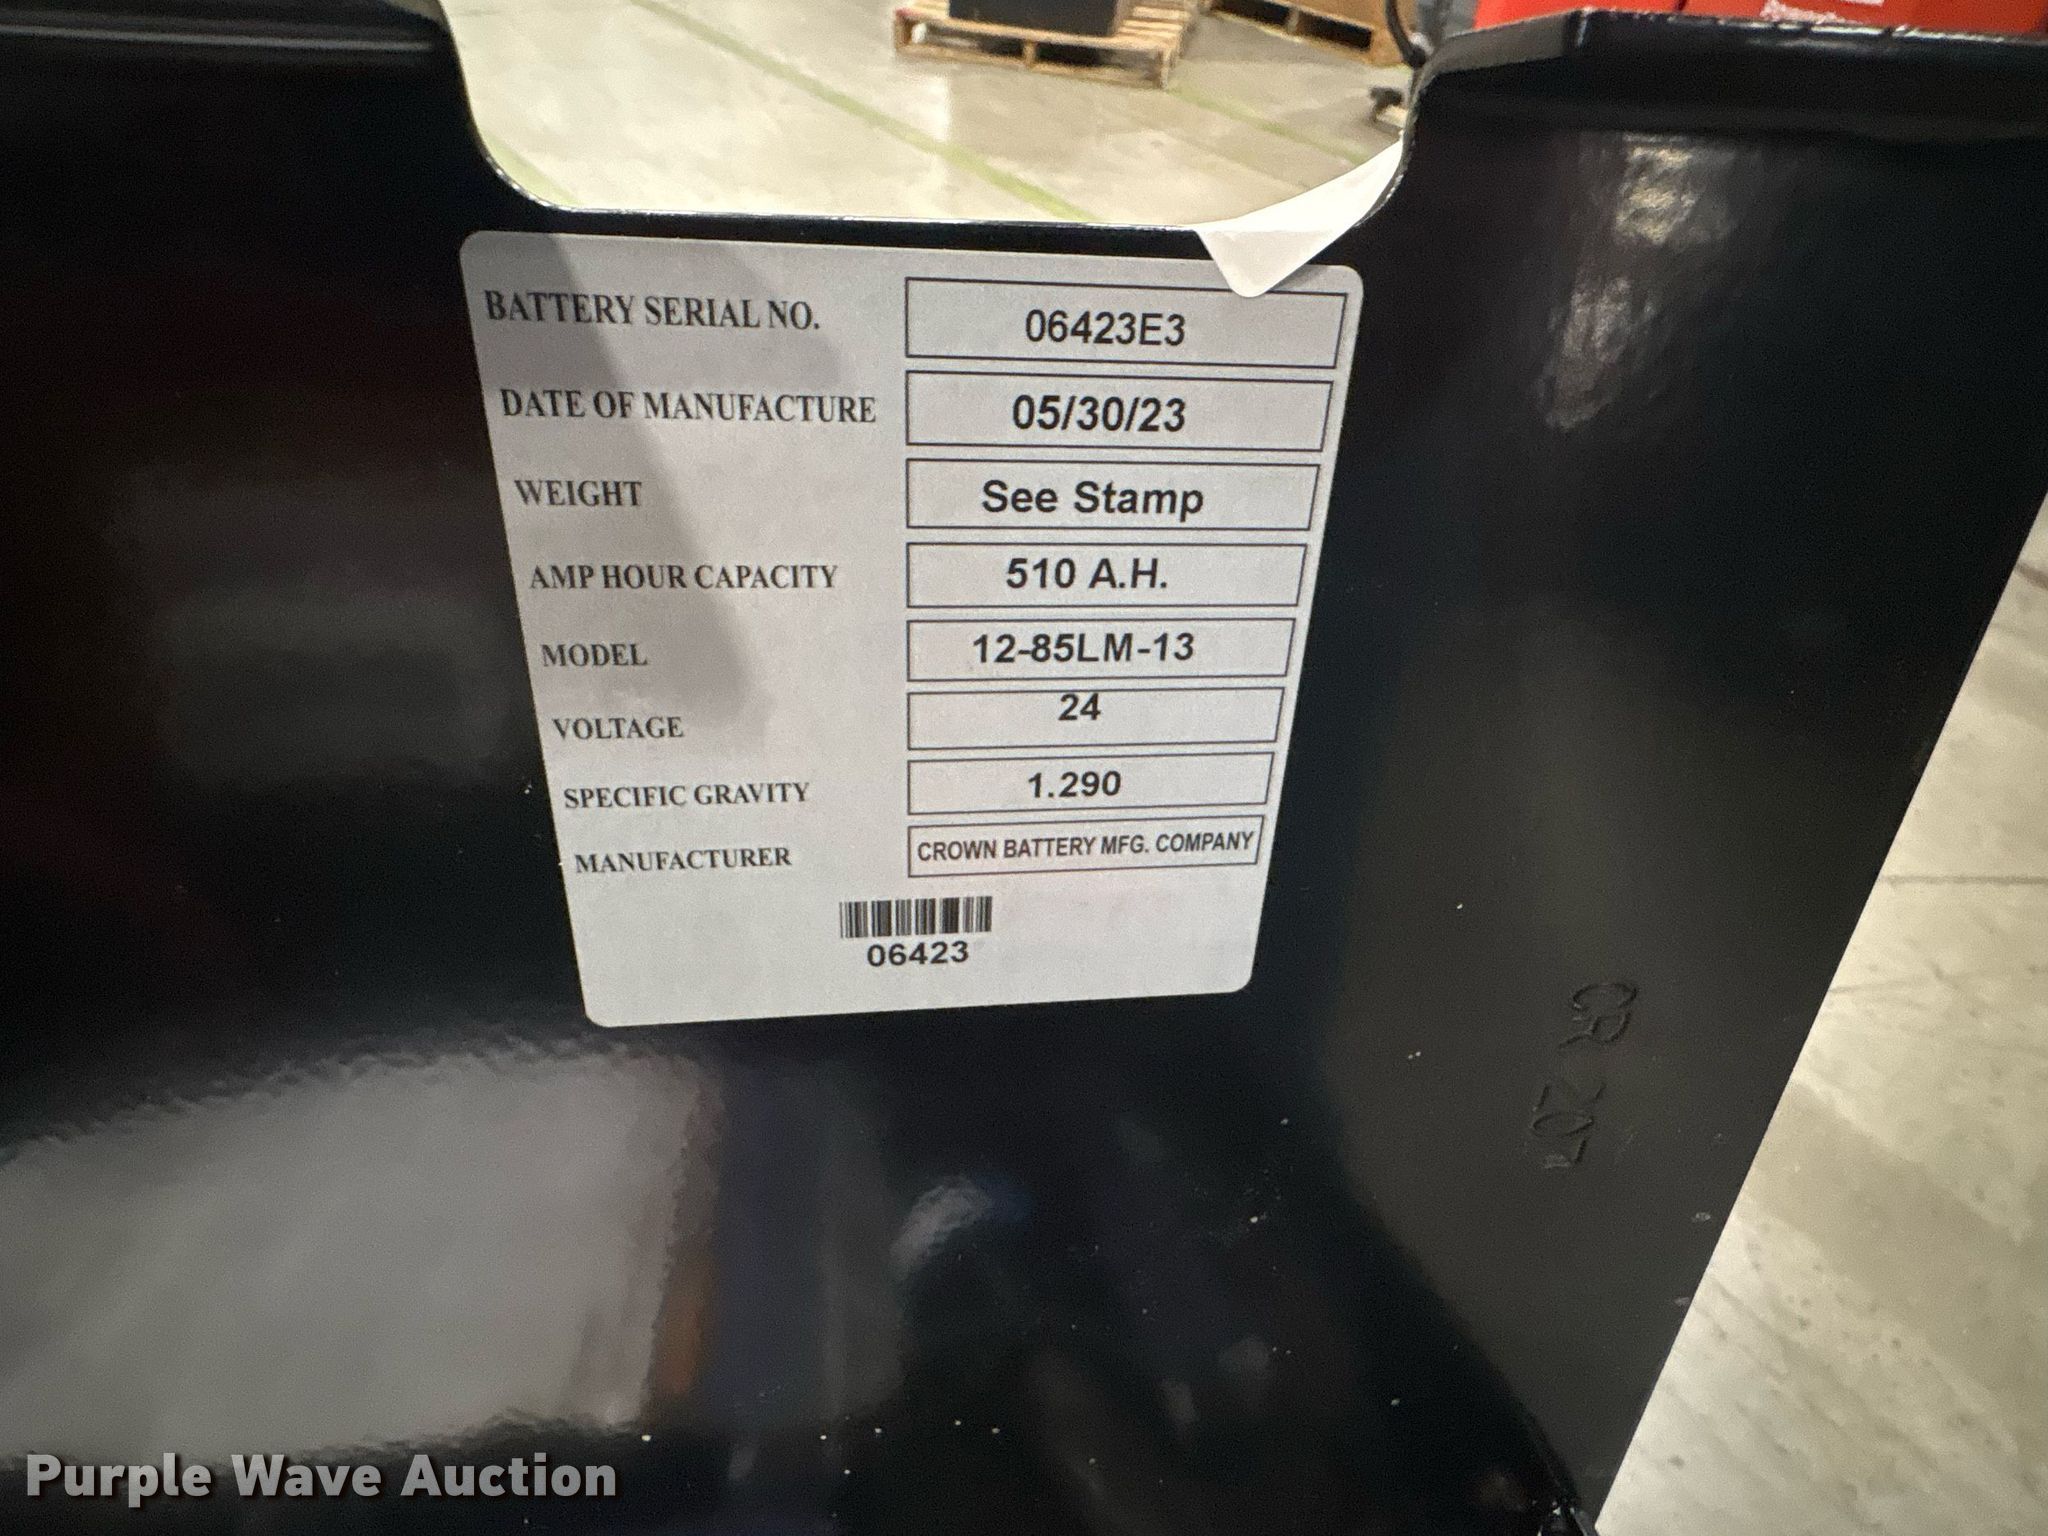 BATTERY SERIAL NO. 06423E3
DATE OF MANUFACTURE 05/30/23
WEIGHT See Stamp
AMP HOUR CAPACITY 510 A.H.
MODEL 12-85LM-13
VOLTAGE 24
SPECIFIC GRAVITY 1.290
MANUFACTURER CROWN BATTERY MFG. COMPANY
06423
CR 207
Purple Wave Auction